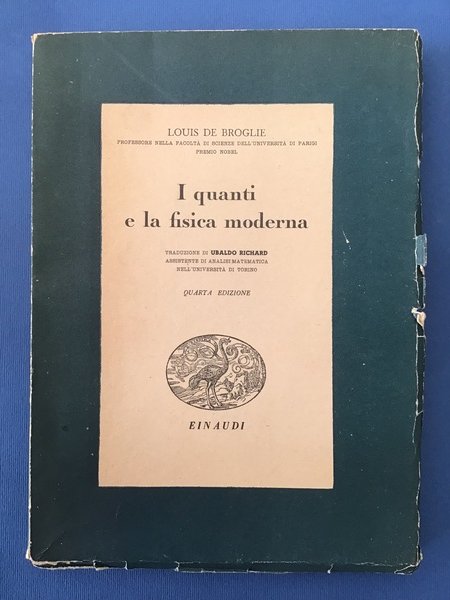 LOUIS DE BROGLIE
PROFESSORE NELLA FACOLTÀ DI SCIENZE DELL'UNIVERSITÀ DI PARIGI
PREMIO NOBEL
I quanti
e la fisica moderna
TRADUZIONE DI UBALDO RICHARD
ASSISTENTE DI ANALISI MATEMATICA
NELL'UNIVERSITÀ DI TORINO
QUARTA EDIZIONE
EINAUDI